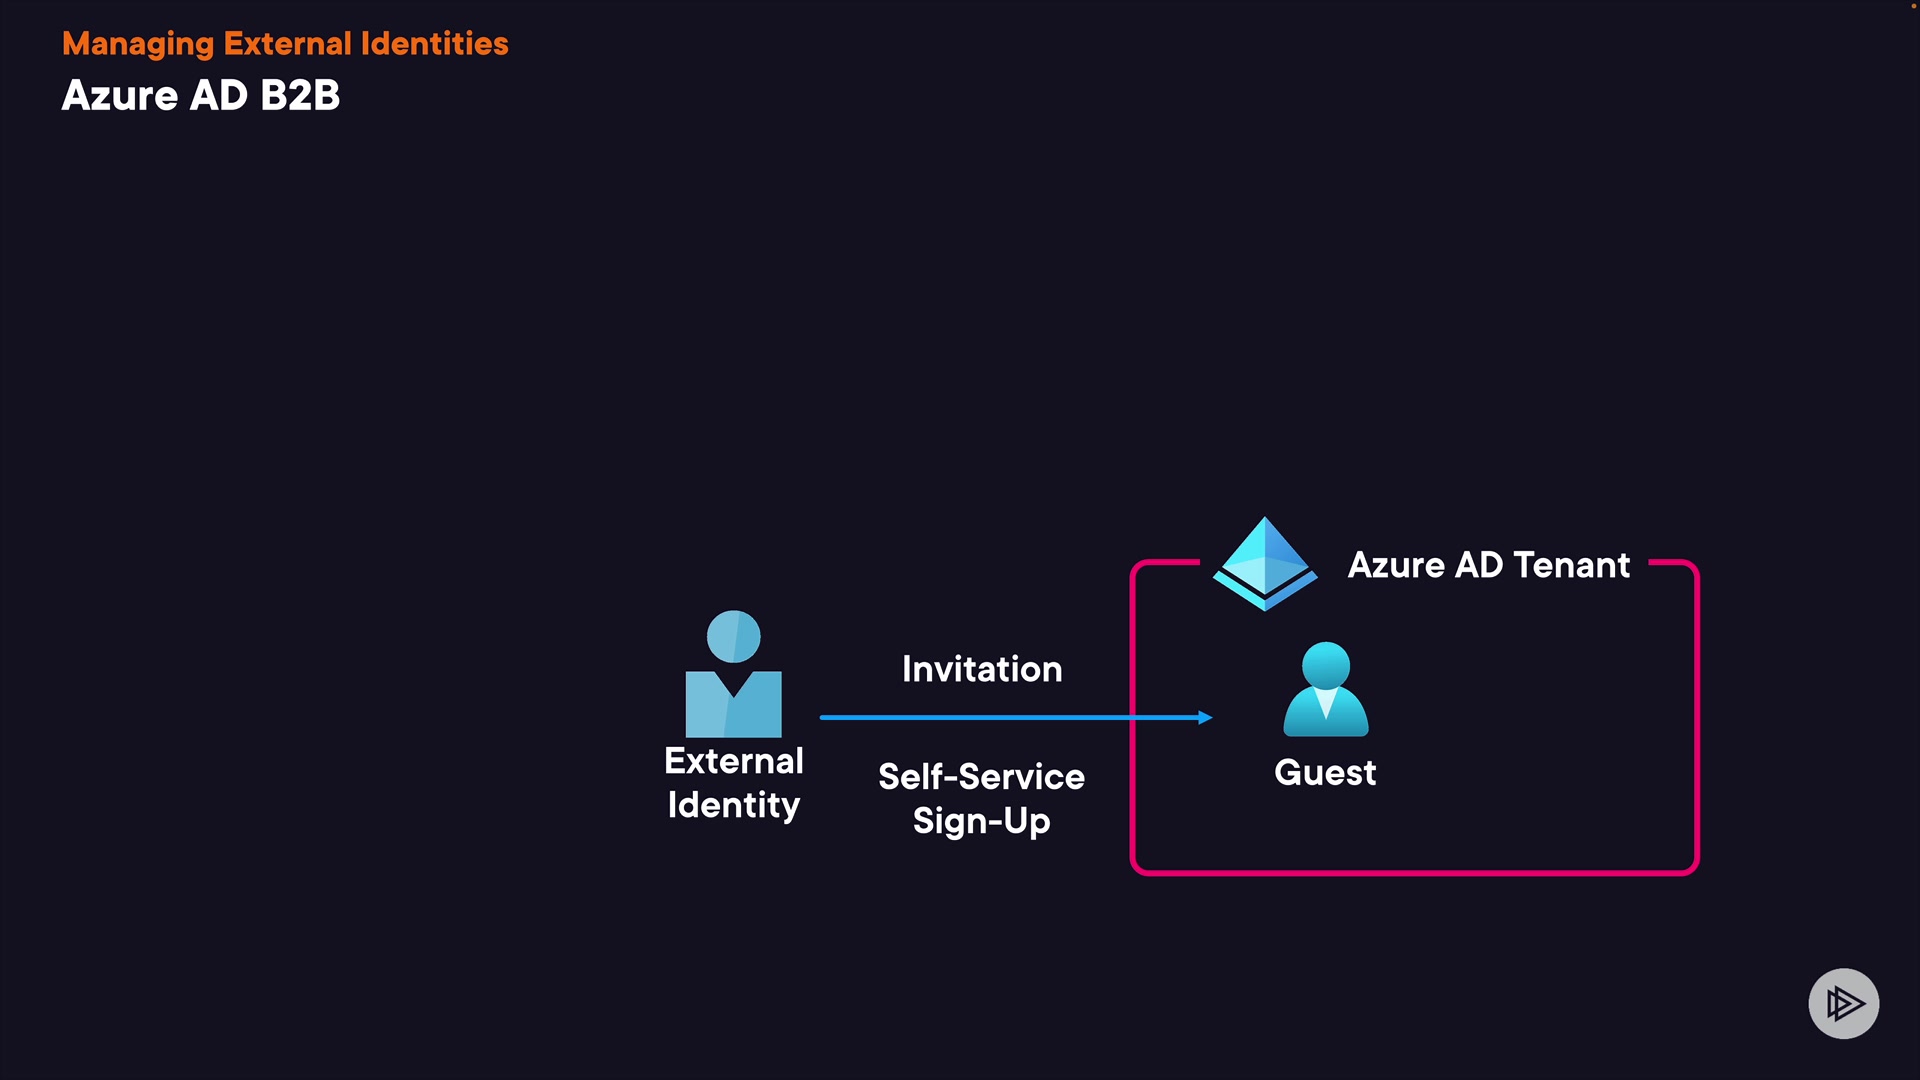 Managing External Identities
Azure AD B2B
Azure AD Tenant
Invitation
External
Identity
Self-Service
Sign-Up
Guest